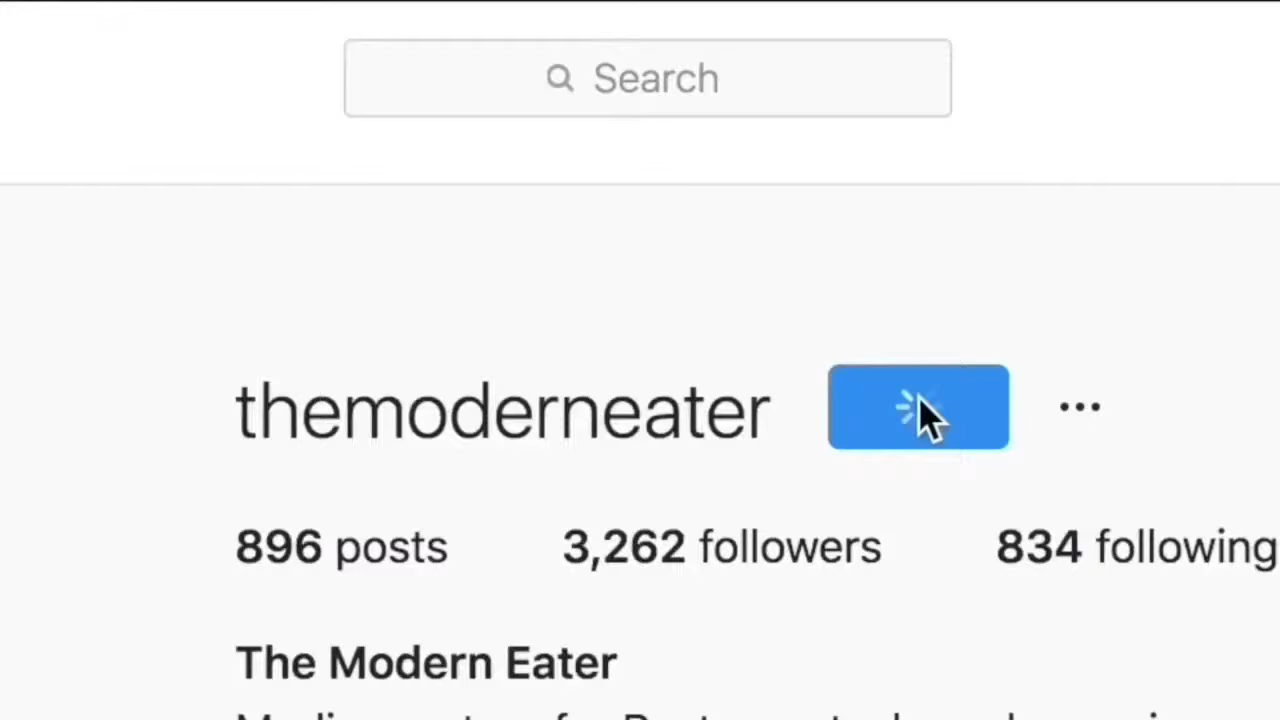 Search
themoderneater
896 posts 3,262 followers 834 following
The Modern Eater